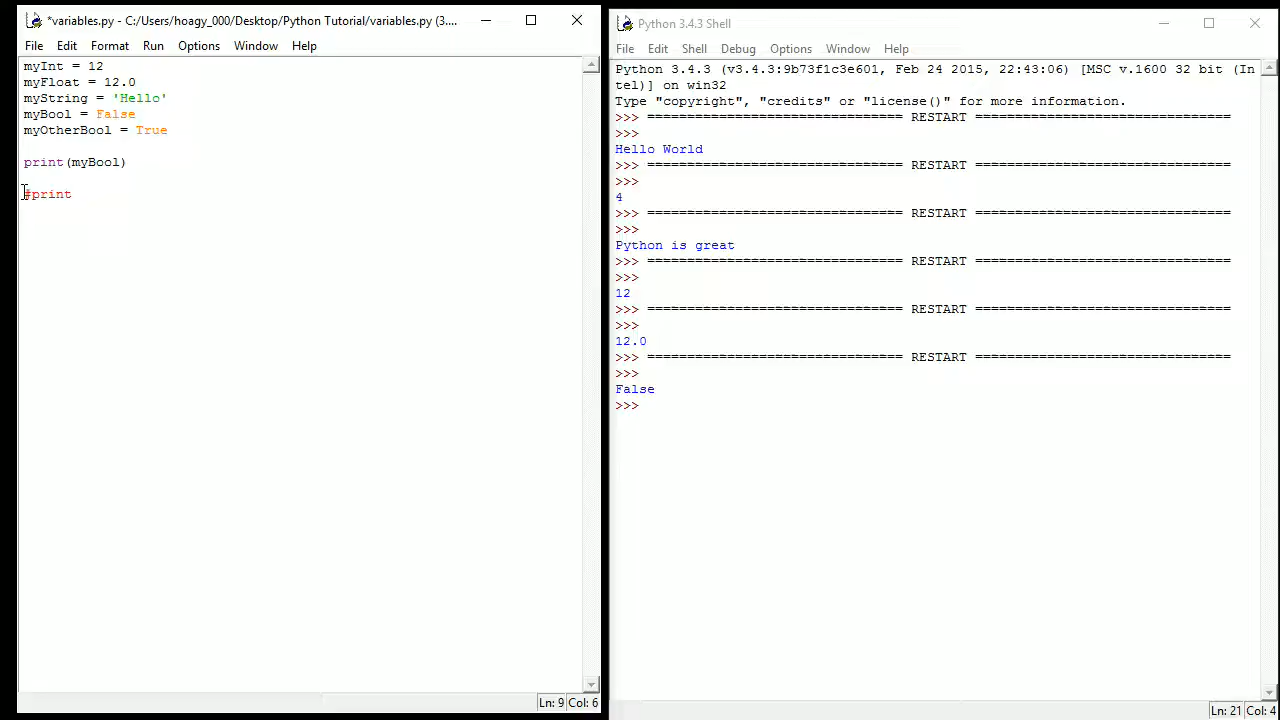 *variables.py - C:/Users/hoagy_000/Desktop/Python Tutorial/variables.py (3....
File Edit Format Run Options Window Help
myInt = 12
myFloat = 12.0
myString = 'Hello'
myBool = False
myOtherBool = True
print(myBool)
#print
Ln: 9 Col: 6
Python 3.4.3 Shell
File Edit Shell Debug Options Window Help
Python 3.4.3 (v3.4.3:9b73f1c3e601, Feb 24 2015, 22:43:06) [MSC v.1600 32 bit (In
tel)] on win32
Type "copyright", "credits" or "license()" for more information.
>>> ================================ RESTART ================================
>>>
Hello World
>>> ================================ RESTART ================================
>>>
4
>>> ================================ RESTART ================================
>>>
Python is great
>>> ================================ RESTART ================================
>>>
12
>>> ================================ RESTART ================================
>>>
12.0
>>> ================================ RESTART ================================
>>>
False
>>>
Ln: 21 Col: 4